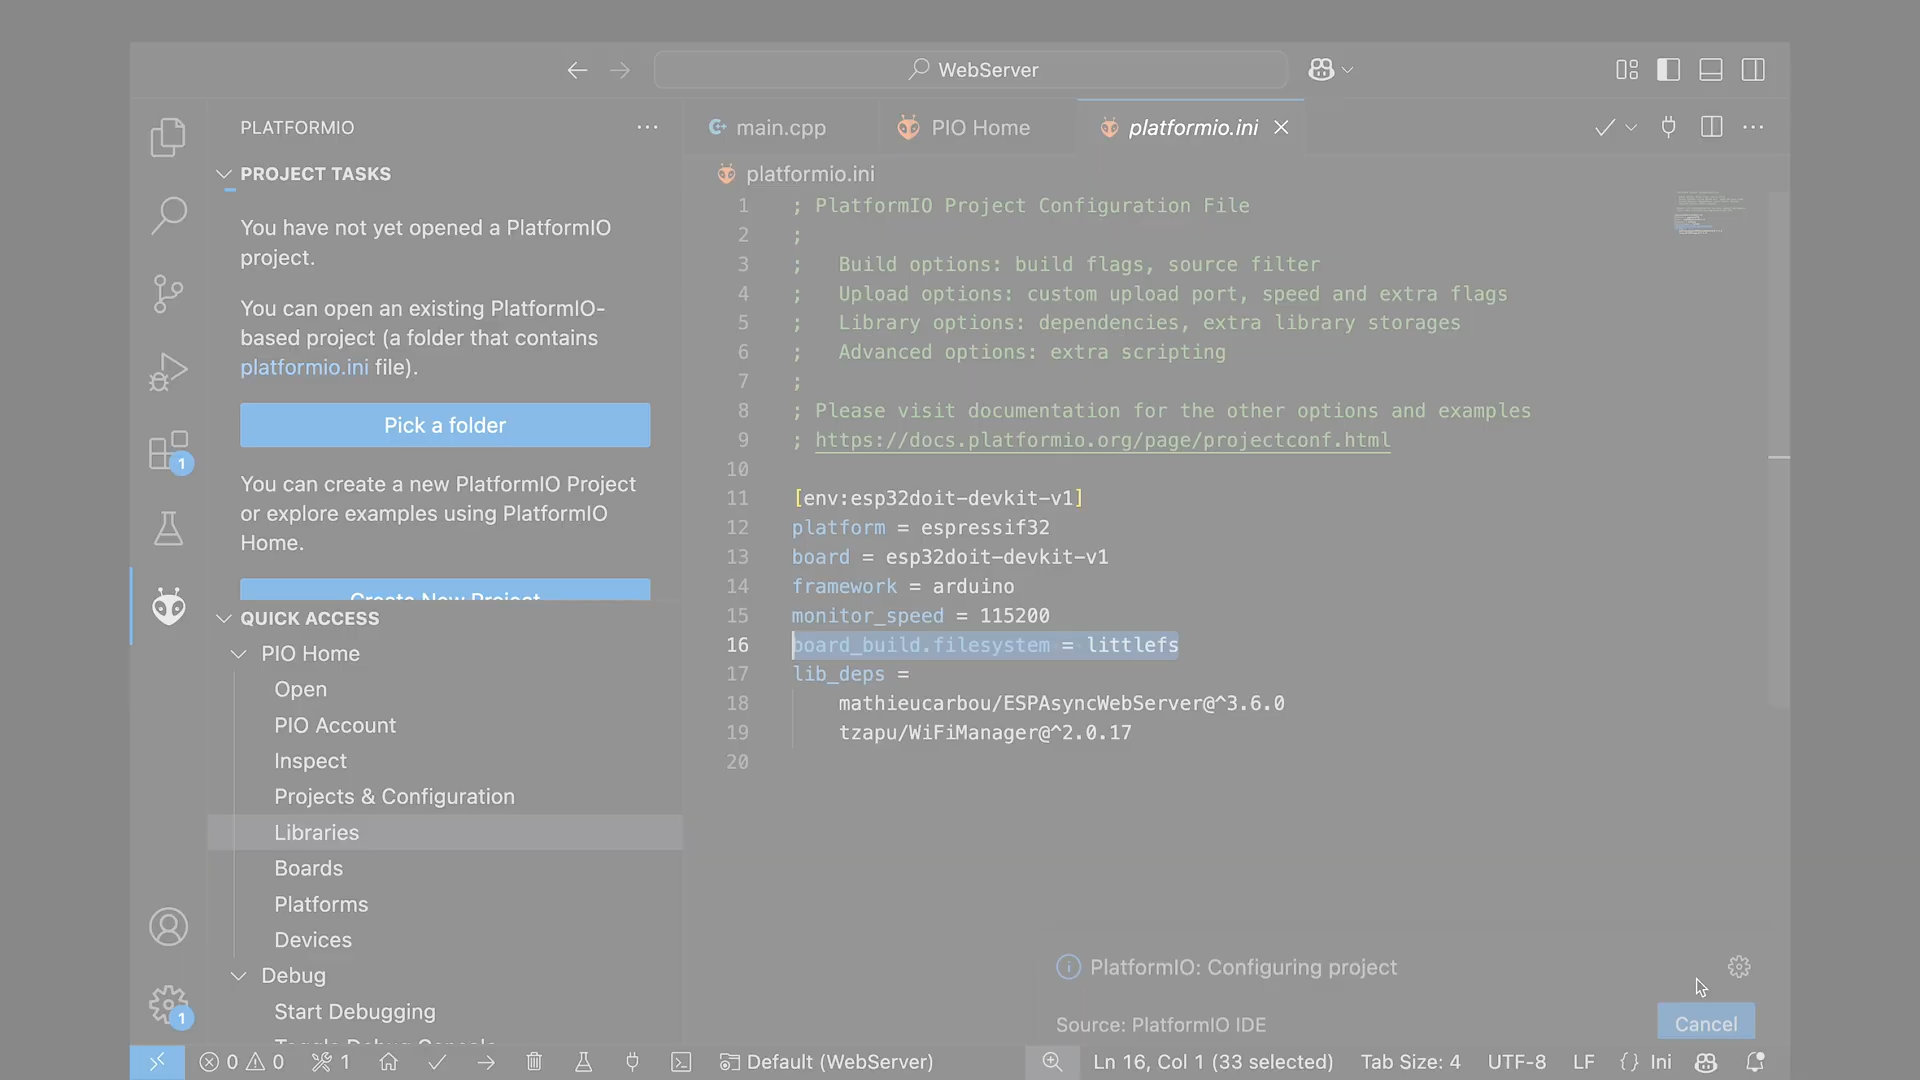 WebServer
PLATFORMIO
PROJECT TASKS
You have not yet opened a PlatformIO
project.
You can open an existing PlatformIO-
based project (a folder that contains
platformio.ini file).
Pick a folder
You can create a new PlatformIO Project
or explore examples using PlatformIO
Home.
Create New Project
QUICK ACCESS
PIO Home
Open
PIO Account
Inspect
Projects & Configuration
Libraries
Boards
Platforms
Devices
Debug
Start Debugging
Toggle Debug Console
1
1
main.cpp
PIO Home
platformio.ini
platformio.ini
1 ; PlatformIO Project Configuration File
2 ;
3 ;   Build options: build flags, source filter
4 ;   Upload options: custom upload port, speed and extra flags
5 ;   Library options: dependencies, extra library storages
6 ;   Advanced options: extra scripting
7 ;
8 ; Please visit documentation for the other options and examples
9 ; https://docs.platformio.org/page/projectconf.html
10
11 [env:esp32doit-devkit-v1]
12 platform = espressif32
13 board = esp32doit-devkit-v1
14 framework = arduino
15 monitor_speed = 115200
16 board_build.filesystem = littlefs
17 lib_deps =
18     mathieucarbou/ESPAsyncWebServer@^3.6.0
19     tzapu/WiFiManager@^2.0.17
20
PlatformIO: Configuring project
Source: PlatformIO IDE
Cancel
0 0 1 Default (WebServer) Ln 16, Col 1 (33 selected) Tab Size: 4 UTF-8 LF {} Ini